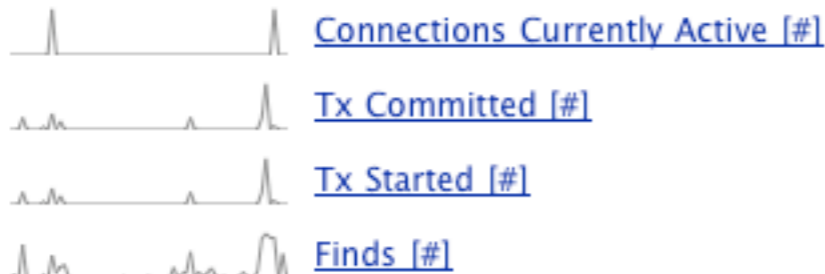 Connections Currently Active [#]
Tx Committed [#]
Tx Started [#]
Finds [#]